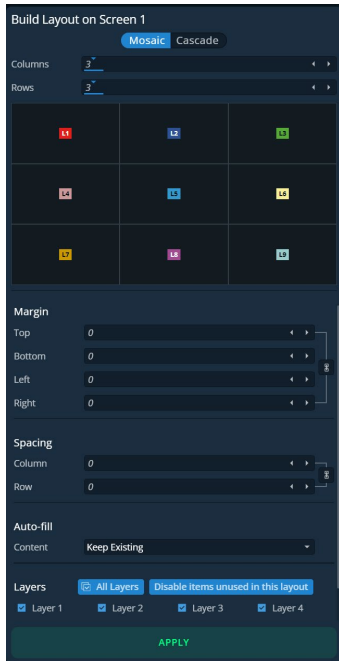 Build Layout on Screen 1
Mosaic Cascade
Columns 3
Rows 3
L1 L2 L3
L4 L5 L6
L7 L8 L9
Margin
Top 0
Bottom 0
Left 0
Right 0
Spacing
Column 0
Row 0
Auto-fill
Content Keep Existing
Layers All Layers Disable items unused in this layout
Layer 1 Layer 2 Layer 3 Layer 4
APPLY